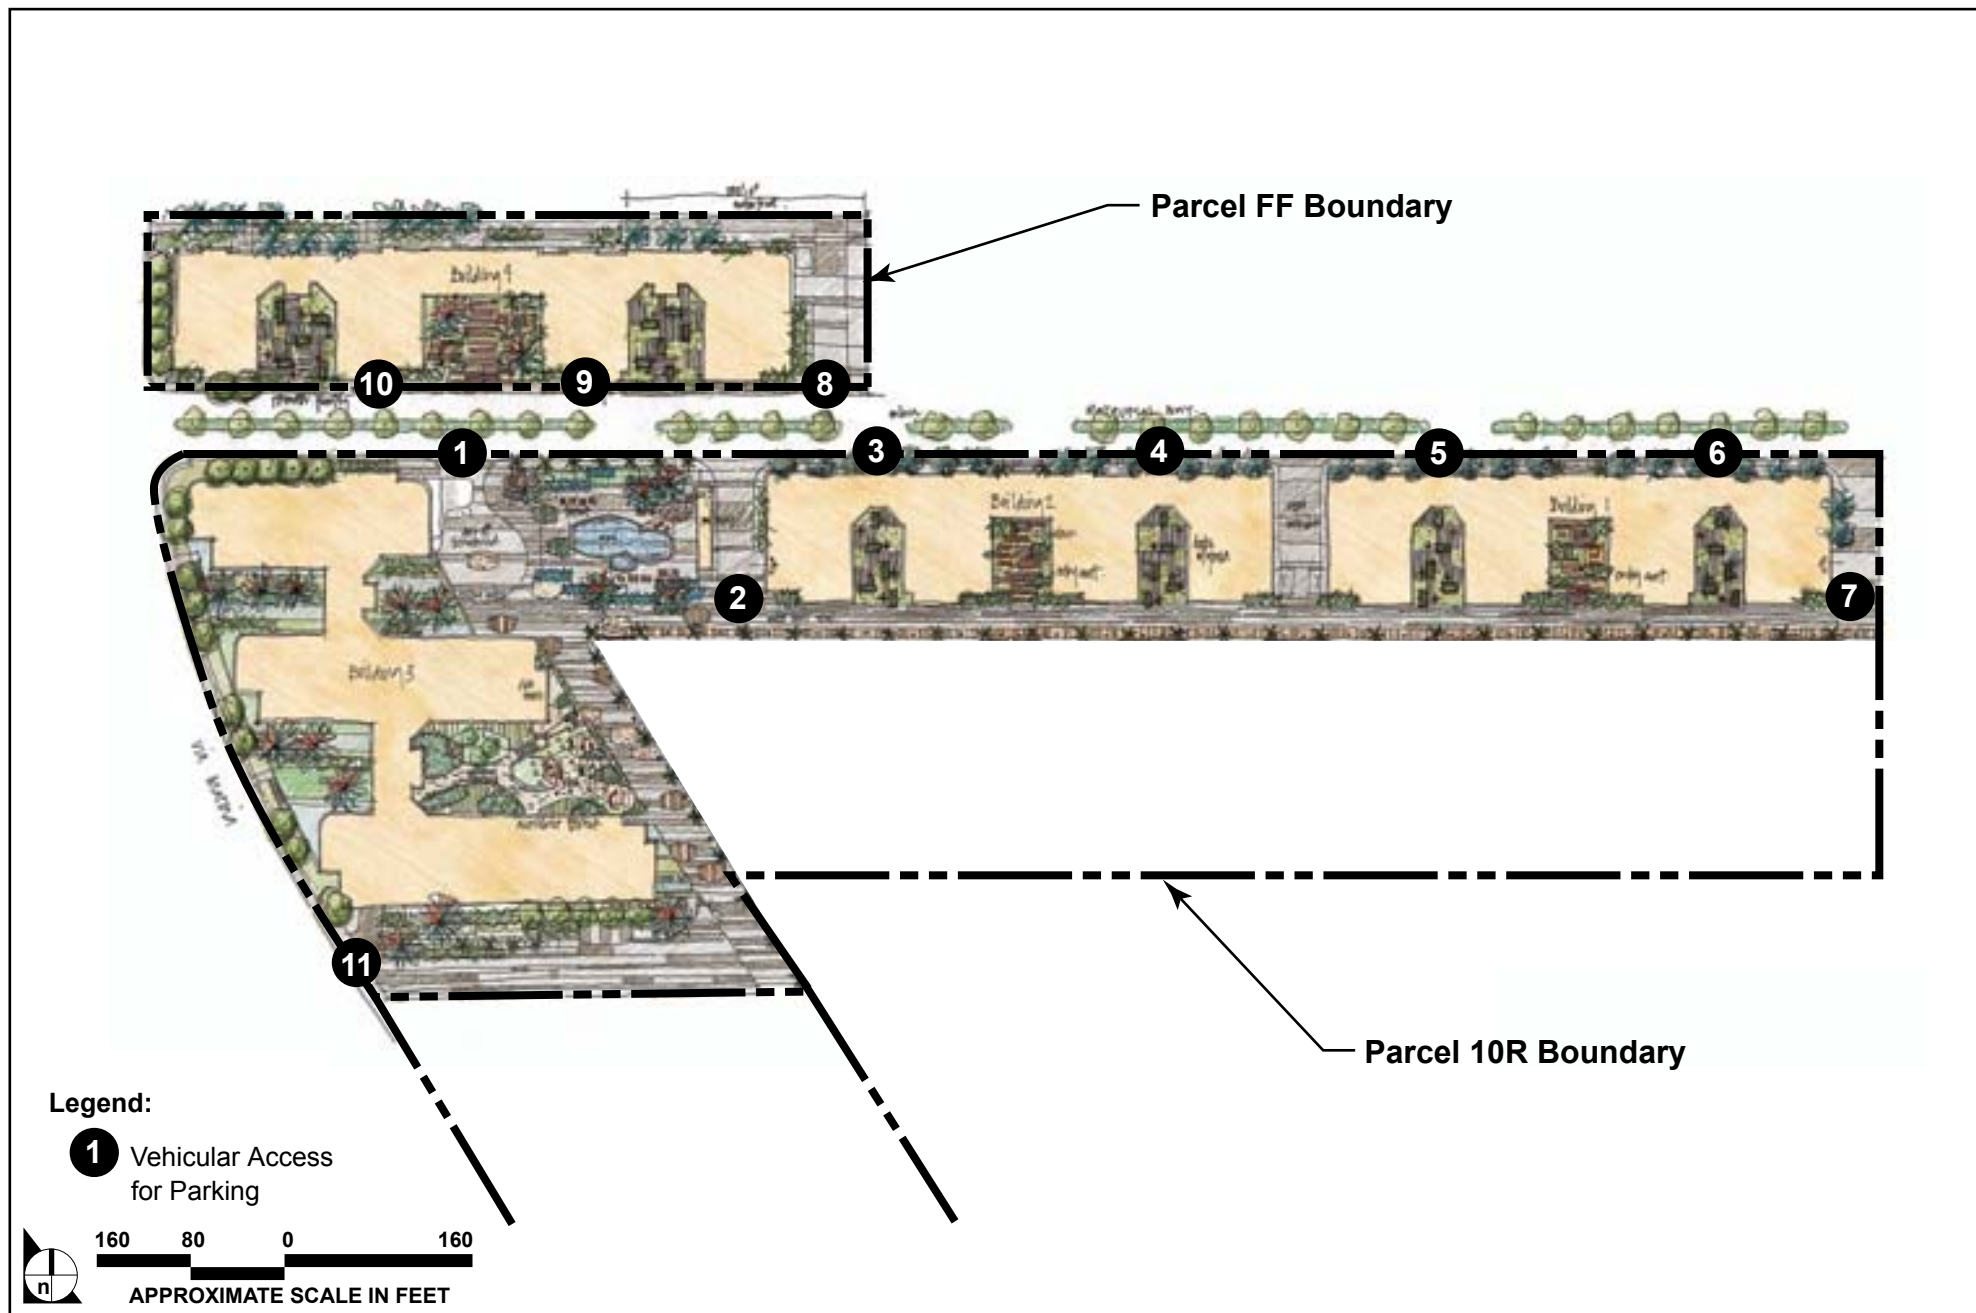 Parcel FF Boundary
Building 4
10
9
8
1
3
4
5
6
Building 2
Building 1
2
7
Building 3
via marina
11
Parcel 10R Boundary
Legend:
1 Vehicular Access
for Parking
160 80 0 160
n
APPROXIMATE SCALE IN FEET